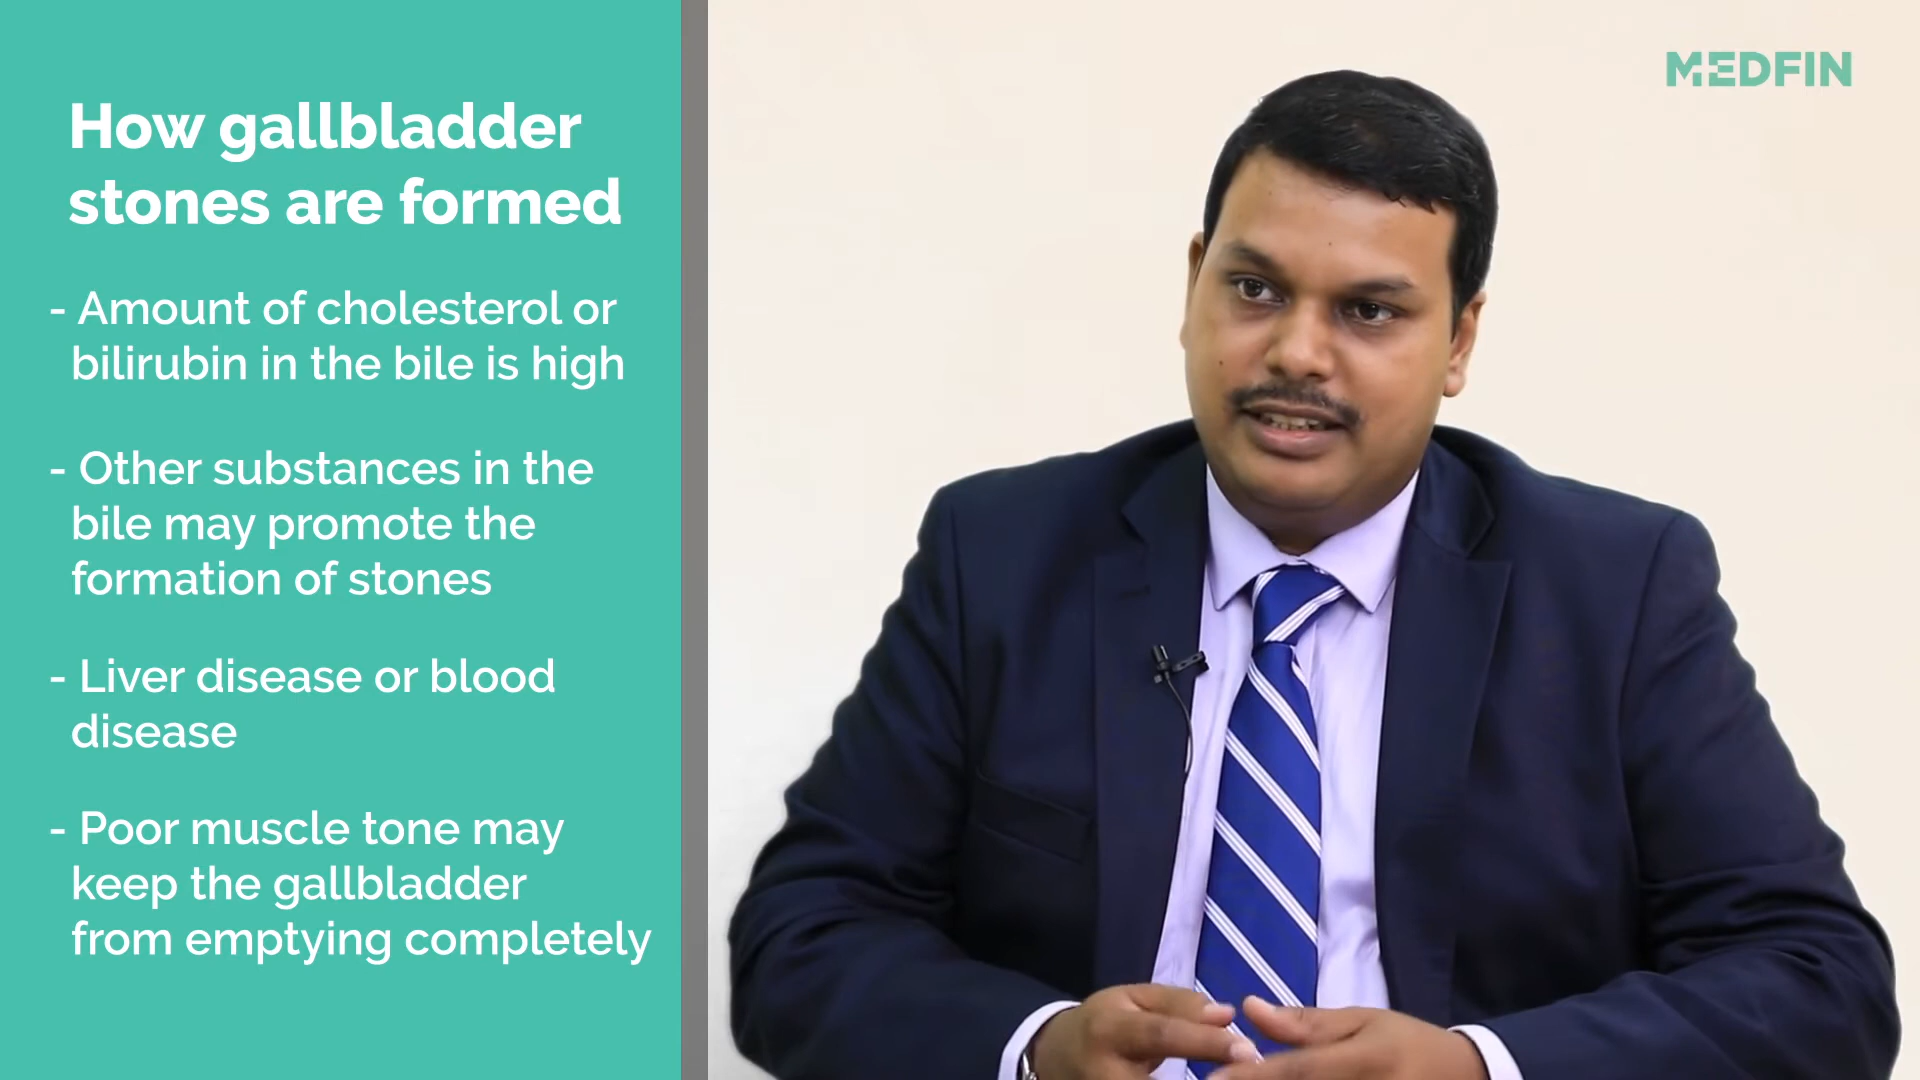 How gallbladder
stones are formed
- Amount of cholesterol or
bilirubin in the bile is high
- Other substances in the
bile may promote the
formation of stones
- Liver disease or blood
disease
- Poor muscle tone may
keep the gallbladder
from emptying completely
MEDFIN